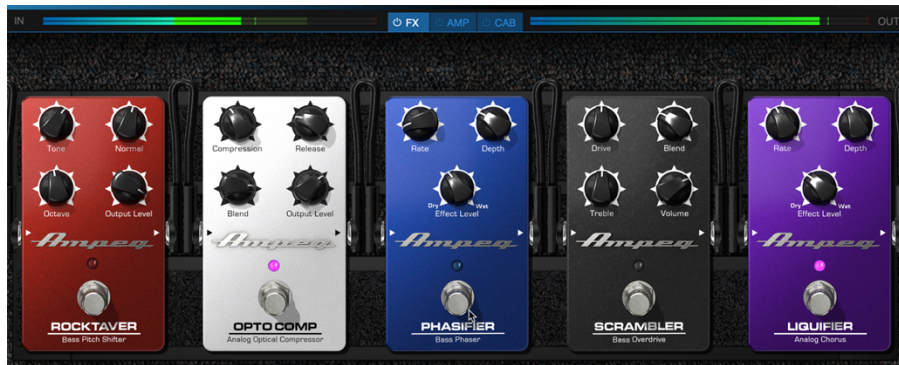 IN
FX
AMP
CAB
OUT
Tone
Normal
Octave
Output Level
Ampeg
ROCKTAVER
Bass Pitch Shifter
Compression
Release
Blend
Output Level
Ampeg
OPTO COMP
Analog Optical Compressor
Rate
Depth
Dry
Wet
Effect Level
Ampeg
PHASIFIER
Bass Phaser
Drive
Blend
Treble
Volume
Ampeg
SCRAMBLER
Bass Overdrive
Rate
Depth
Dry
Wet
Effect Level
Ampeg
LIQUIFIER
Analog Chorus